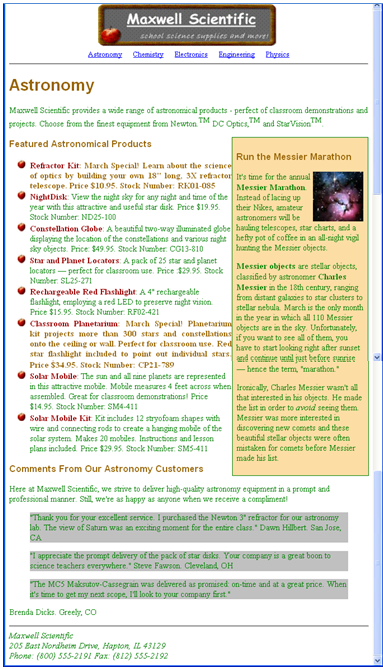 Maxwell Scientific
school science supplies and more!
Astronomy Chemistry Electronics Engineering Physics
Astronomy
Maxwell Scientific provides a wide range of astronomical products - perfect of classroom demonstrations and
projects. Choose from the finest equipment from Newton TM DC Optics,TM and StarVisionTM.
Featured Astronomical Products
Refractor Kit: March Special! Learn about the science
of optics by building your own 18" long, 3X refractor
telescope. Price $10.95. Stock Number: RK01-085
NightDisk: View the night sky for any night and time of the
year with this attractive and useful star disk. Price $19.95.
Stock Number: ND25-100
Constellation Globe: A beautiful two-way illuminated globe
displaying the location of the constellations and various night
sky objects. Price: $49.95. Stock Number: CG13-810
Star and Planet Locators: A pack of 25 star and planet
locators — perfect for classroom use. Price :$29.95. Stock
Number: SL25-271
Rechargeable Red Flashlight: A 4" rechargeable
flashlight, employing a red LED to preserve night vision.
Price $15.95. Stock Number: RF02-421
Classroom Planetarium: March Special! Planetarium
kit projects more than 300 stars and constellations
onto the ceiling or wall. Perfect for classroom use. Red
star flashlight included to point out individual stars.
Price $34.95. Stock Number: CP21-789
Solar Mobile: The sun and all nine planets are represented
in this attractive mobile. Mobile measures 4 feet across when
assembled. Great for classroom demonstrations! Price
$14.95. Stock Number: SM4-411
Solar Mobile Kit: Kit includes 12 styrofoam shapes with
wire and connecting rods to create a hanging mobile of the
solar system. Makes 20 mobiles. Instructions and lesson
plans included. Price $29.95. Stock Number: SM5-411
Run the Messier Marathon
It's time for the annual
Messier Marathon.
Instead of lacing up
their Nikes, amateur
astronomers will be
hauling telescopes, star charts, and a
hefty pot of coffee in an all-night vigil
hunting the Messier objects.
Messier objects are stellar objects,
classified by astronomer Charles
Messier in the 18th century, ranging
from distant galaxies to star clusters to
stellar nebula. March is the only month
in the year in which all 110 Messier
objects are in the sky. Unfortunately,
if you want to see all of them, you
have to start looking right after sunset
and continue until just before sunrise
— hence the term, "marathon."
Ironically, Charles Messier wasn't all
that interested in his objects. He made
the list in order to avoid seeing them.
Messier was more interested in
discovering new comets and these
beautiful stellar objects were often
mistaken for comets before Messier
made his list.
Comments From Our Astronomy Customers
Here at Maxwell Scientific, we strive to deliver high-quality astronomy equipment in a prompt and
professional manner. Still, we're as happy as anyone when we receive a compliment!
"Thank you for your excellent service. I purchased the Newton 3" refractor for our astronomy
lab. The view of Saturn was an exciting moment for the entire class." Dawn Hillbert. San Jose,
CA
"I appreciate the prompt delivery of the pack of star disks. Your company is a great boon to
science teachers everywhere." Steve Fawson. Cleveland, OH
"The MC5 Maksutov-Cassegrain was delivered as promised: on-time and at a great price. When
it's time to get my next scope, I'll look to your company first."
Brenda Dicks. Greely, CO
Maxwell Scientific
205 East Nordheim Drive, Hapton, IL 43129
Phone: (800) 555-2191 Fax: (812) 555-2192